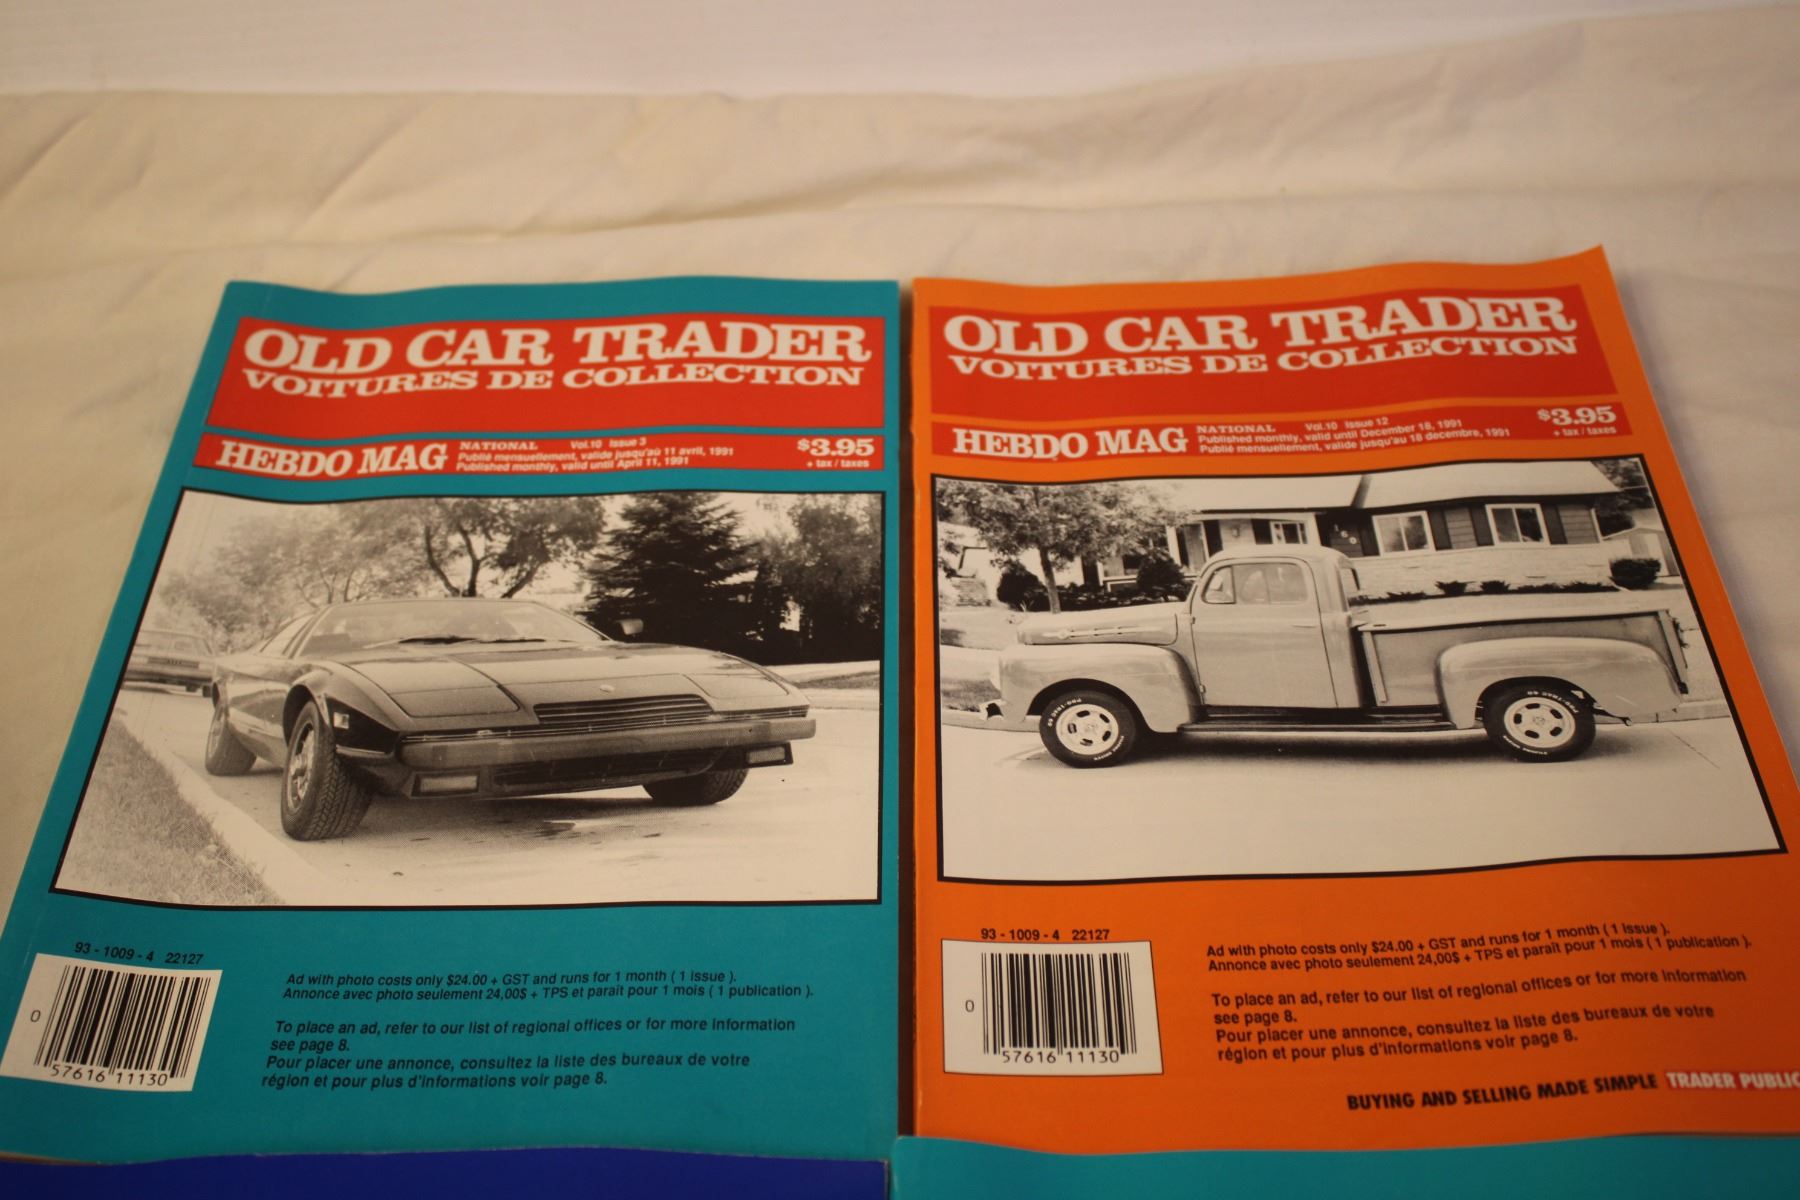 OLD CAR TRADER
VOITURES DE COLLECTION
HEBDO MAG
NATIONAL Vol.10 Issue 3
Publié mensuellement, valide jusqu'aù 11 avril, 1991
Published monthly, valid until April 11, 1991
$3.95
+ tax / taxes
93 - 1009 - 4 22127
0
57616 11130
Ad with photo costs only $24.00 + GST and runs for 1 month ( 1 issue ).
Annonce avec photo seulement 24,00$ + TPS et paraît pour 1 mois ( 1 publication ).
To place an ad, refer to our list of regional offices or for more information
see page 8.
Pour placer une annonce, consultez la liste des bureaux de votre
région et pour plus d'informations voir page 8.
OLD CAR TRADER
VOITURES DE COLLECTION
HEBDO MAG
NATIONAL Vol.10 Issue 12
Published monthly, valid until December 18, 1991
Publié mensuellement, valide jusqu'au 18 decembre, 1991
$3.95
+ tax / taxes
160
93 - 1009 - 4 22127
0
57616 11130
Ad with photo costs only $24.00 + GST and runs for 1 month ( 1 issue ).
Annonce avec photo seulement 24,00$ + TPS et paraît pour 1 mois ( 1 publication ).
To place an ad, refer to our list of regional offices or for more information
see page 8.
Pour placer une annonce, consultez la liste des bureaux de votre
région et pour plus d'informations voir page 8.
BUYING AND SELLING MADE SIMPLE TRADER PUBLIC